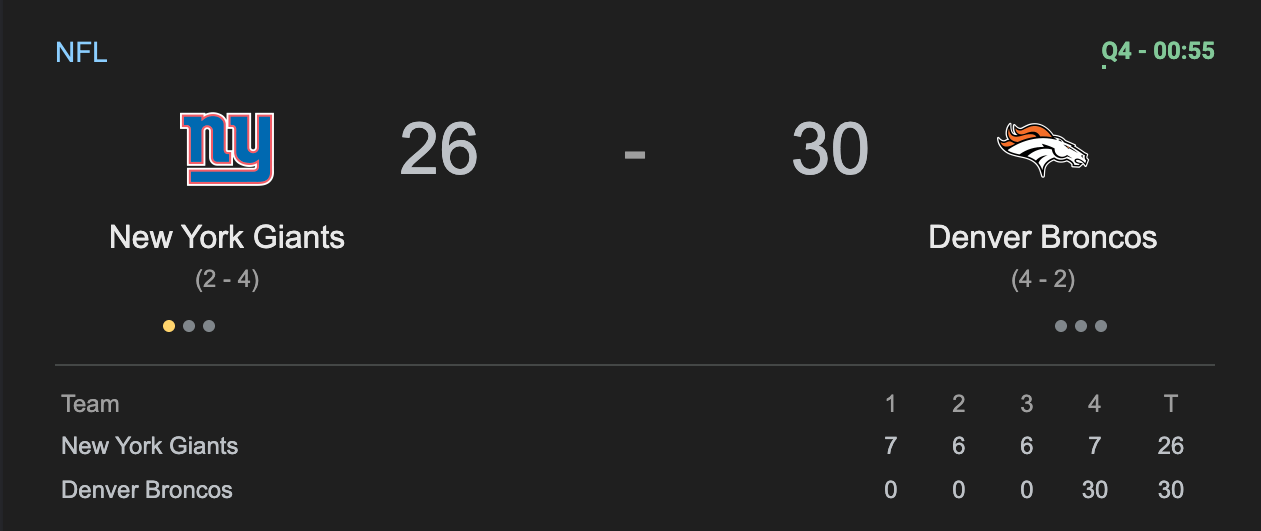 NFL Q4 - 00:55
ny 26 - 30
New York Giants Denver Broncos
(2 - 4) (4 - 2)
Team 1 2 3 4 T
New York Giants 7 6 6 7 26
Denver Broncos 0 0 0 30 30